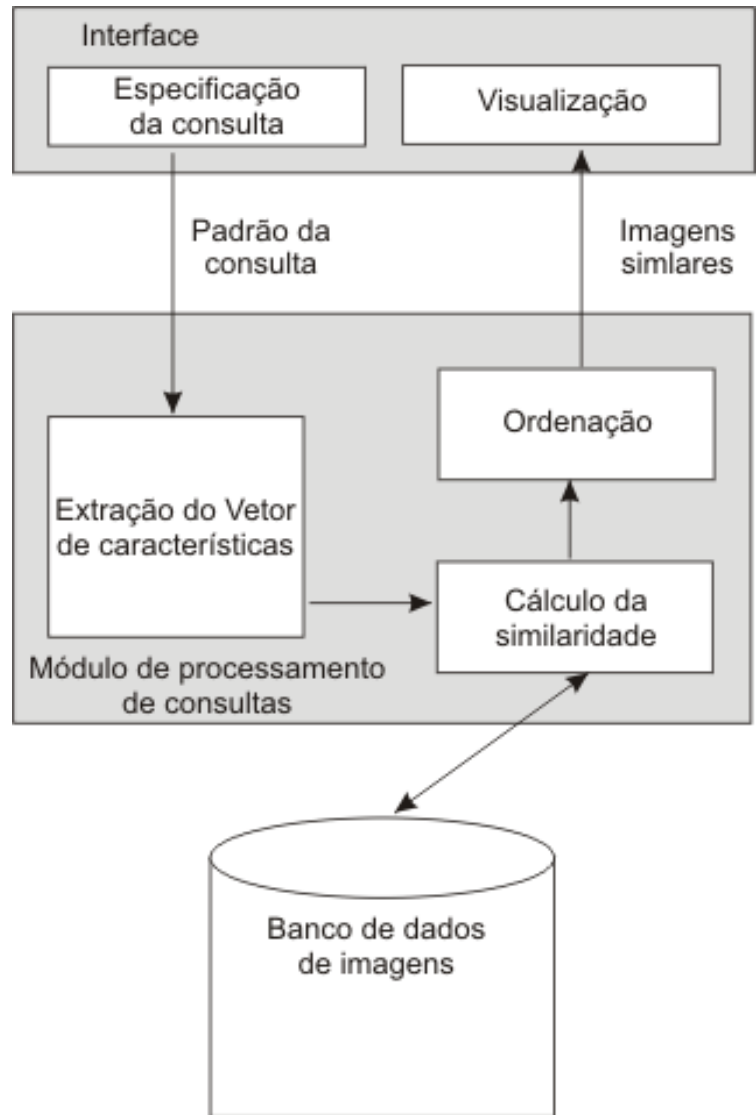 Interface
Especificação
da consulta
Visualização
Padrão da
consulta
Imagens
simlares
Extração do Vetor
de características
Ordenação
Cálculo da
similaridade
Módulo de processamento
de consultas
Banco de dados
de imagens